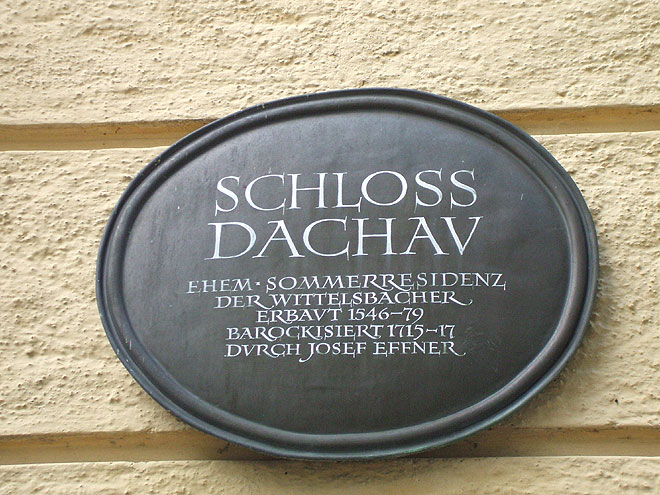 SCHLOSS
DACHAV
EHEM · SOMMERRESIDENZ
DER WITTELSBACHER
ERBAVT 1546–79
BAROCKISIERT 1715–17
DVRCH JOSEF EFFNER